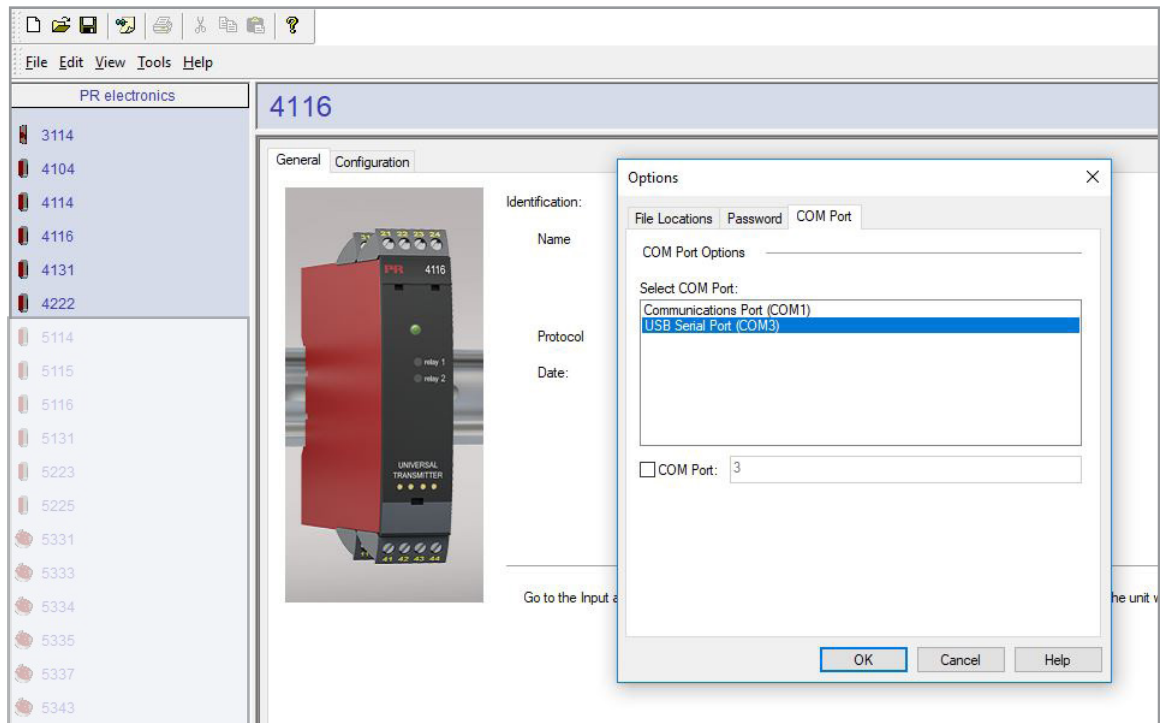 File Edit View Tools Help
PR electronics
3114
4104
4114
4116
4131
4222
5114
5115
5116
5131
5223
5225
5331
5333
5334
5335
5337
5343
4116
General Configuration
21 22 23 24
PR 4116
relay 1
relay 2
UNIVERSAL
TRANSMITTER
41 42 43 44
Identification:
Name
Protocol
Date:
Go to the Input
he unit
Options
File Locations Password COM Port
COM Port Options
Select COM Port:
Communications Port (COM1)
USB Serial Port (COM3)
COM Port: 3
OK Cancel Help